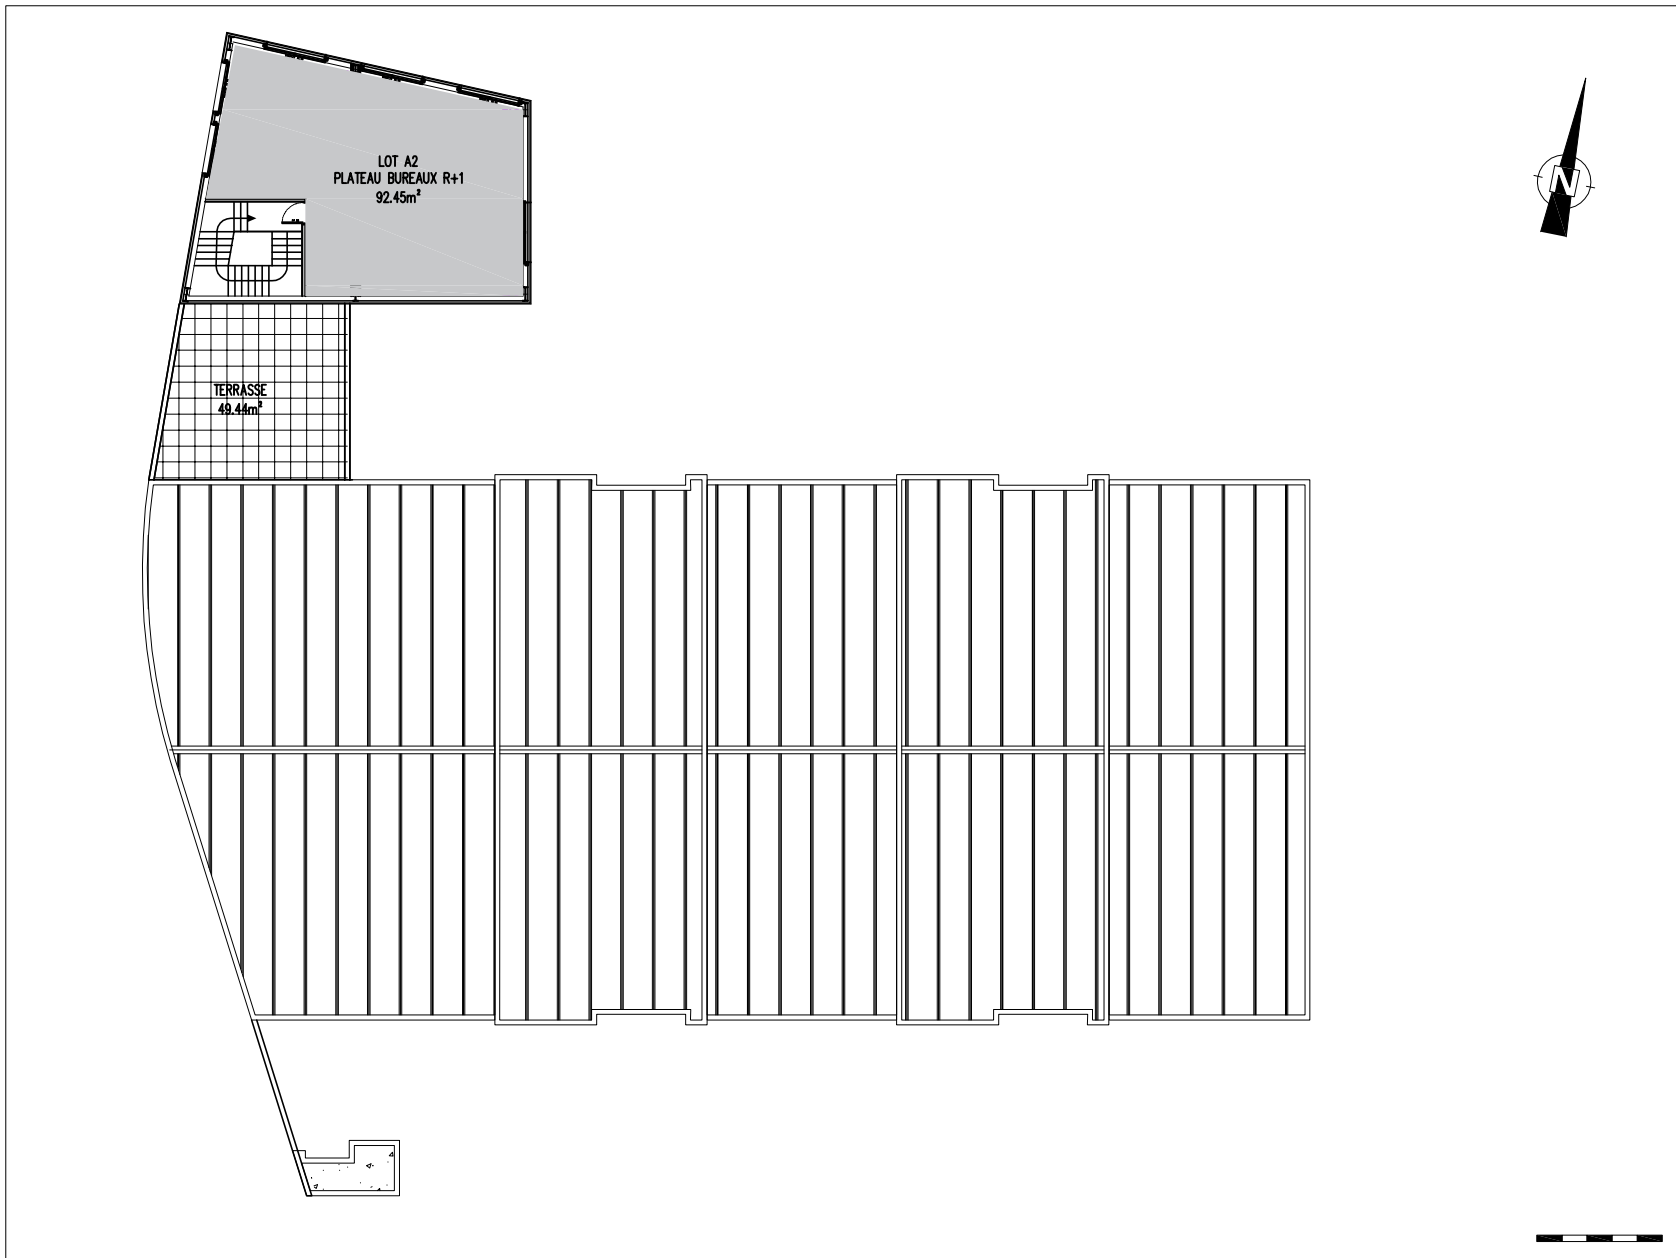 LOT A2
PLATEAU BUREAUX R+1
92.45m²
N
TERRASSE
49.44m²